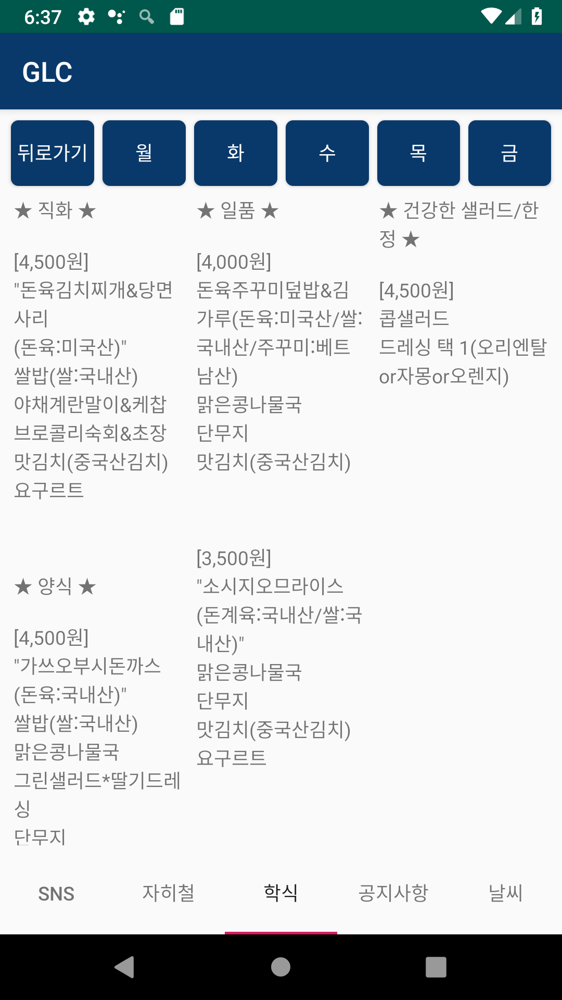 6:37
GLC
뒤로가기
월
화
수
목
금
★ 직화 ★
[4,500원]
"돈육김치찌개&당면
사리
(돈육:미국산)"
쌀밥(쌀:국내산)
야채계란말이&케찹
브로콜리숙회&초장
맛김치(중국산김치)
요구르트
★ 양식 ★
[4,500원]
"가쓰오부시돈까스
(돈육:국내산)"
쌀밥(쌀:국내산)
맑은콩나물국
그린샐러드*딸기드레
싱
단무지
★ 일품 ★
[4,000원]
돈육주꾸미덮밥&김
가루(돈육:미국산/쌀:
국내산/주꾸미:베트
남산)
맑은콩나물국
단무지
맛김치(중국산김치)
[3,500원]
"소시지오므라이스
(돈계육:국내산/쌀:국
내산)"
맑은콩나물국
단무지
맛김치(중국산김치)
요구르트
★ 건강한 샐러드/한
정 ★
[4,500원]
콥샐러드
드레싱 택 1(오리엔탈
or자몽or오렌지)
SNS
자히철
학식
공지사항
날씨